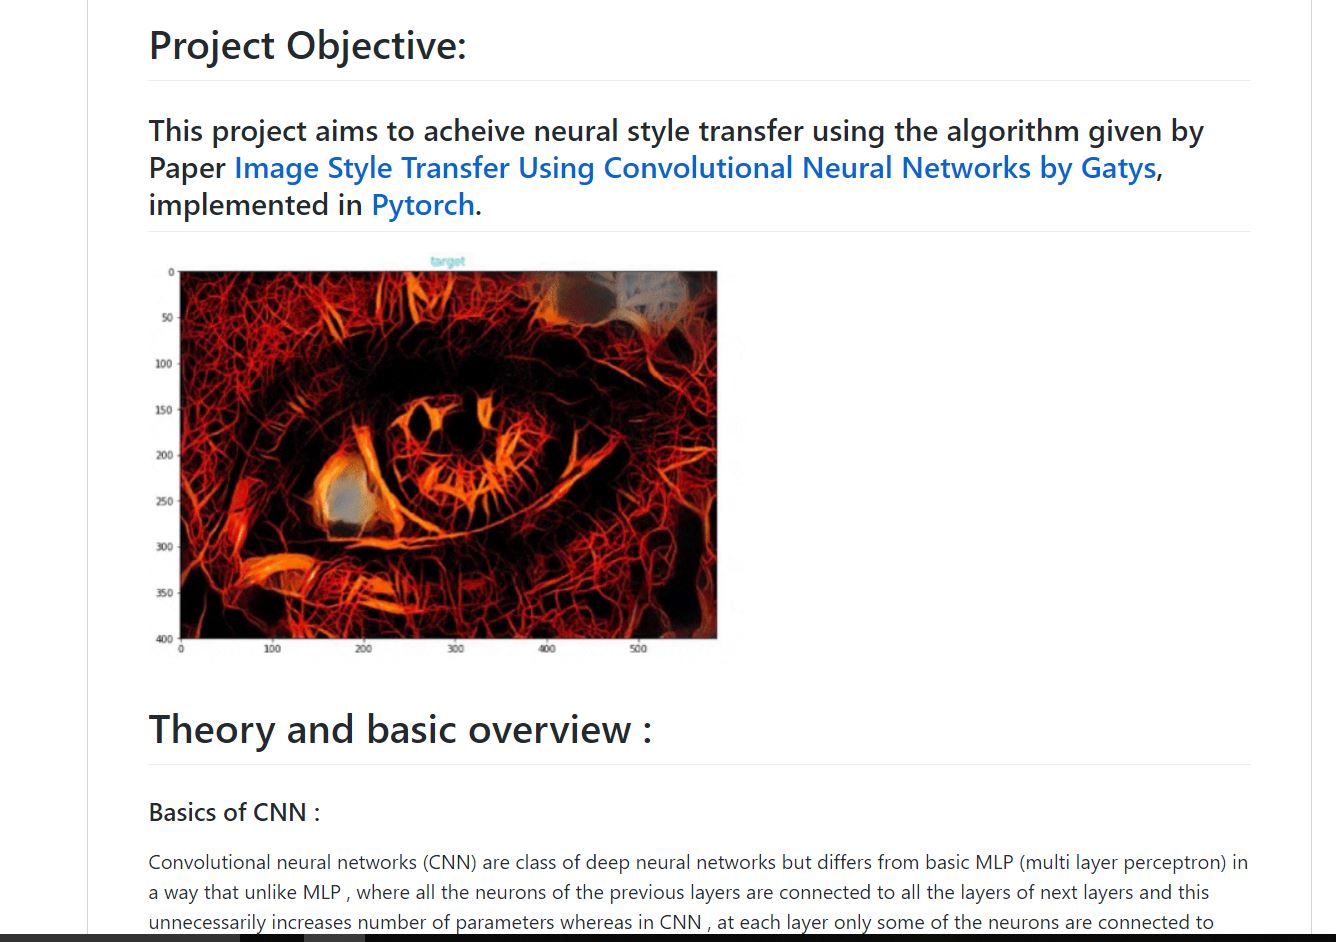 Project Objective:
This project aims to acheive neural style transfer using the algorithm given by
Paper Image Style Transfer Using Convolutional Neural Networks by Gatys,
implemented in Pytorch.
target
0
50
100
150
200
250
300
350
400
0 100 200 300 400 500
Theory and basic overview :
Basics of CNN :
Convolutional neural networks (CNN) are class of deep neural networks but differs from basic MLP (multi layer perceptron) in
a way that unlike MLP , where all the neurons of the previous layers are connected to all the layers of next layers and this
unnecessarily increases number of parameters whereas in CNN , at each layer only some of the neurons are connected to